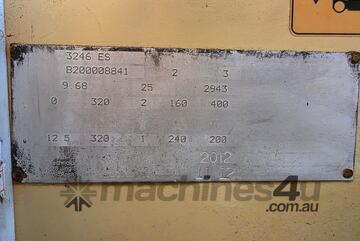 3246 ES
B200008841 2 3
9.68 25 2943
0 320 2 160 400
12 5 320 1 240 200
2012
12
machines4u
.com.au